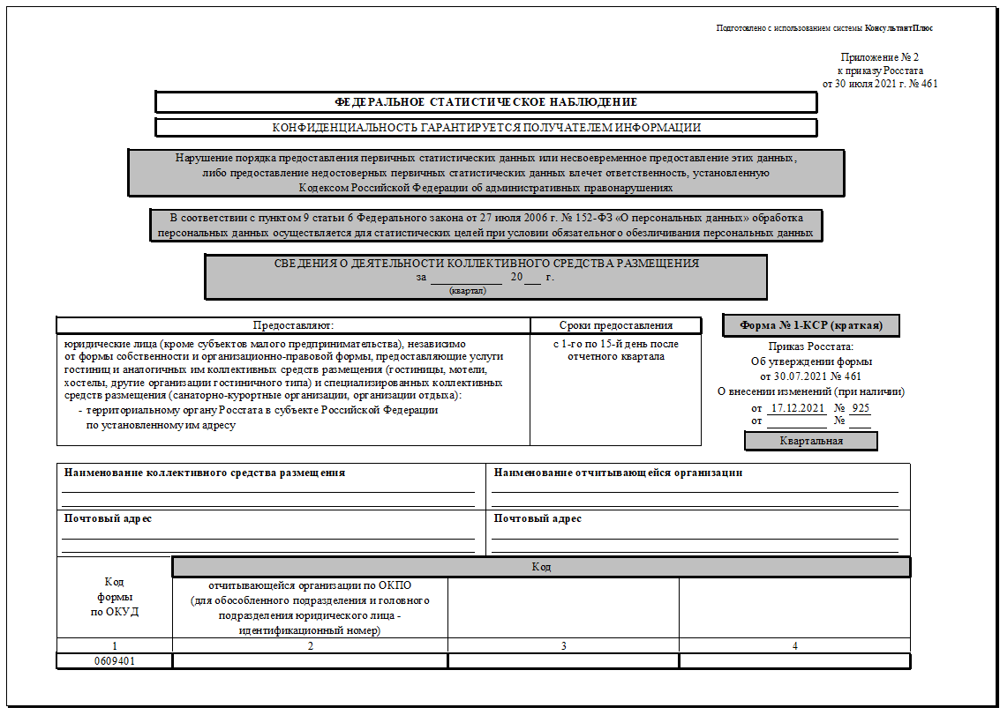 Подготовлено с использованием системы КонсультантПлюс
Приложение № 2
к приказу Росстата
от 30 июля 2021 г. № 461
ФЕДЕРАЛЬНОЕ СТАТИСТИЧЕСКОЕ НАБЛЮДЕНИЕ
КОНФИДЕНЦИАЛЬНОСТЬ ГАРАНТИРУЕТСЯ ПОЛУЧАТЕЛЕМ ИНФОРМАЦИИ
Нарушение порядка предоставления первичных статистических данных или несвоевременное предоставление этих данных,
либо предоставление недостоверных первичных статистических данных влечет ответственность, установленную
Кодексом Российской Федерации об административных правонарушениях
В соответствии с пунктом 9 статьи 6 Федерального закона от 27 июля 2006 г. № 152-ФЗ «О персональных данных» обработка
персональных данных осуществляется для статистических целей при условии обязательного обезличивания персональных данных
СВЕДЕНИЯ О ДЕЯТЕЛЬНОСТИ КОЛЛЕКТИВНОГО СРЕДСТВА РАЗМЕЩЕНИЯ
за ____________ 20___ г.
(квартал)
Предоставляют:
Сроки предоставления
юридические лица (кроме субъектов малого предпринимательства), независимо
от формы собственности и организационно-правовой формы, предоставляющие услуги
гостиниц и аналогичных им коллективных средств размещения (гостиницы, мотели,
хостелы, другие организации гостиничного типа) и специализированных коллективных
средств размещения (санаторно-курортные организации, организации отдыха):
- территориальному органу Росстата в субъекте Российской Федерации
по установленному им адресу
с 1-го по 15-й день после
отчетного квартала
Форма № 1-КСР (краткая)
Приказ Росстата:
Об утверждении формы
от 30.07.2021 № 461
О внесении изменений (при наличии)
от 17.12.2021 № 925
от __________ № ____
Квартальная
Наименование коллективного средства размещения
Наименование отчитывающейся организации
Почтовый адрес
Почтовый адрес
Код
формы
по ОКУД
Код
отчитывающейся организации по ОКПО
(для обособленного подразделения и головного
подразделения юридического лица -
идентификационный номер)
1
2
3
4
0609401